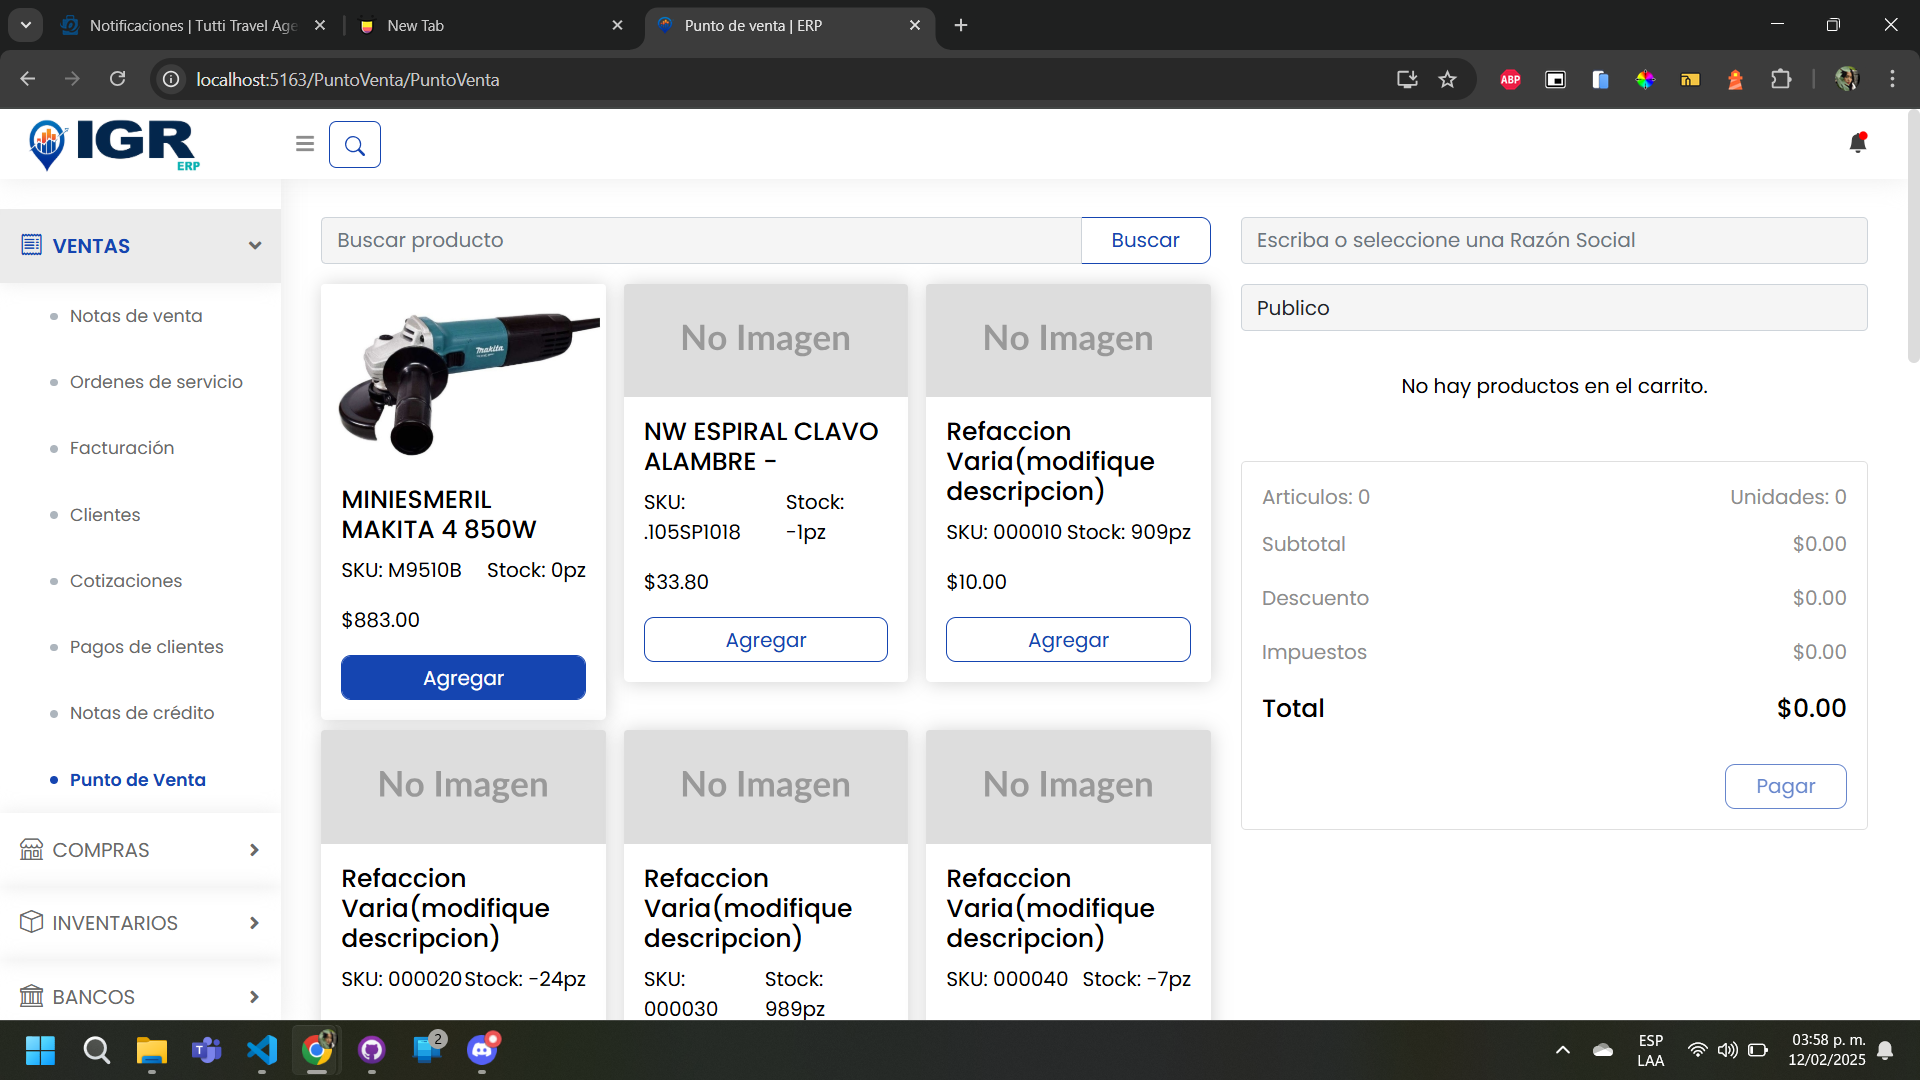 Notificaciones | Tutti Travel Age
New Tab
Punto de venta | ERP
localhost:5163/PuntoVenta/PuntoVenta
ABP
IGR
ERP
VENTAS
Notas de venta
Ordenes de servicio
Facturación
Clientes
Cotizaciones
Pagos de clientes
Notas de crédito
Punto de Venta
COMPRAS
INVENTARIOS
BANCOS
Buscar producto
Buscar
makita
MINIESMERIL
MAKITA 4 850W
SKU: M9510B Stock: 0pz
$883.00
Agregar
No Imagen
NW ESPIRAL CLAVO
ALAMBRE -
SKU: Stock:
.105SP1018 -1pz
$33.80
Agregar
No Imagen
Refaccion
Varia(modifique
descripcion)
SKU: 000010 Stock: 909pz
$10.00
Agregar
No Imagen
Refaccion
Varia(modifique
descripcion)
SKU: 000020 Stock: -24pz
No Imagen
Refaccion
Varia(modifique
descripcion)
SKU: Stock:
000030 989pz
No Imagen
Refaccion
Varia(modifique
descripcion)
SKU: 000040 Stock: -7pz
Escriba o seleccione una Razón Social
Publico
No hay productos en el carrito.
Articulos: 0 Unidades: 0
Subtotal $0.00
Descuento $0.00
Impuestos $0.00
Total $0.00
Pagar
2
ESP
LAA
03:58 p. m.
12/02/2025